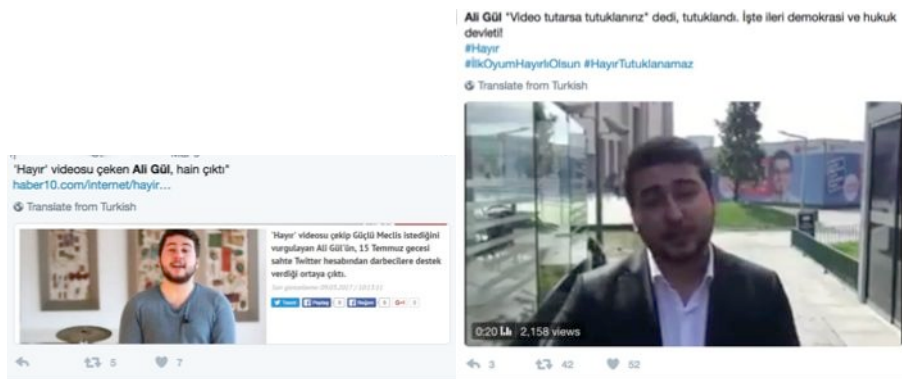 'Hayır' videosu çeken Ali Gül, hain çıktı"
haber10.com/internet/hayir...
Translate from Turkish
'Hayır' videosu çekip Güçlü Meclis istediğini
vurgulayan Ali Gül'ün, 15 Temmuz gecesi
sahte Twitter hesabından darbecilere destek
verdiği ortaya çıktı.
5
7
Ali Gül "Video tutarsa tutuklanırız" dedi, tutuklandı. İşte ileri demokrasi ve hukuk
devleti!
#Hayır
#İlkOyumHayırlıOlsun #HayırTutuklanamaz
Translate from Turkish
0:20 2,158 views
3 42 52